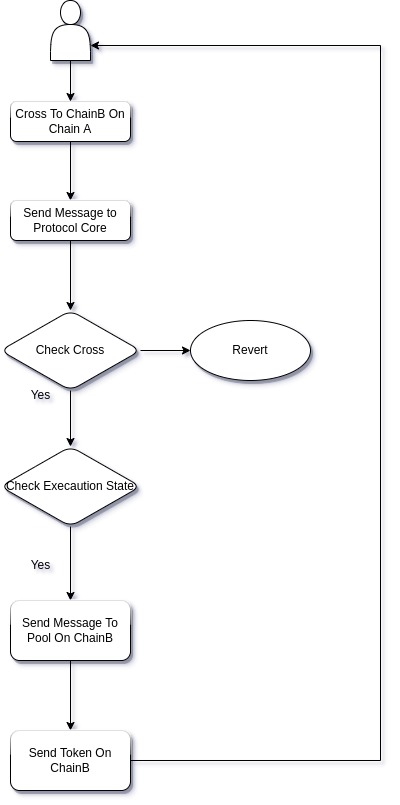 Cross To ChainB On
Chain A
Send Message to
Protocol Core
Check Cross
Revert
Yes
Check Execaution State
Yes
Send Message To
Pool On ChainB
Send Token On
ChainB